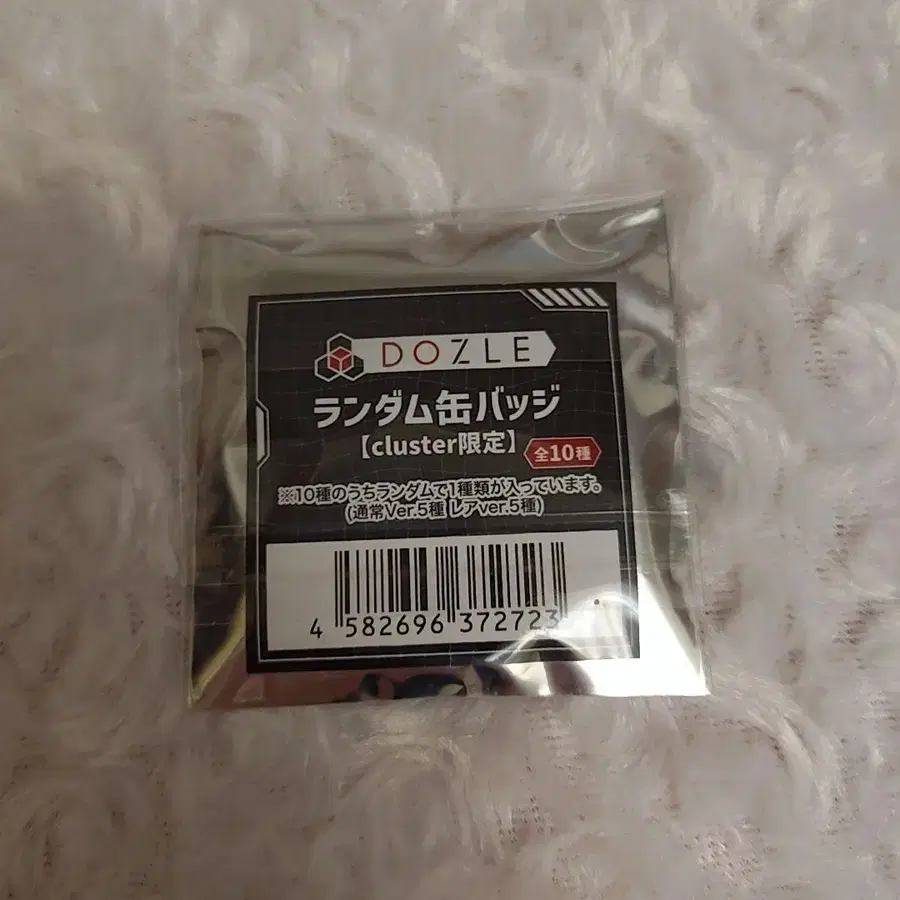 DOZLE
ランダム缶バッジ
【cluster限定】
全10種
※10種のうちランダムで1種類が入っています。
(通常Ver.5種 レアver.5種)
4 582696 372723